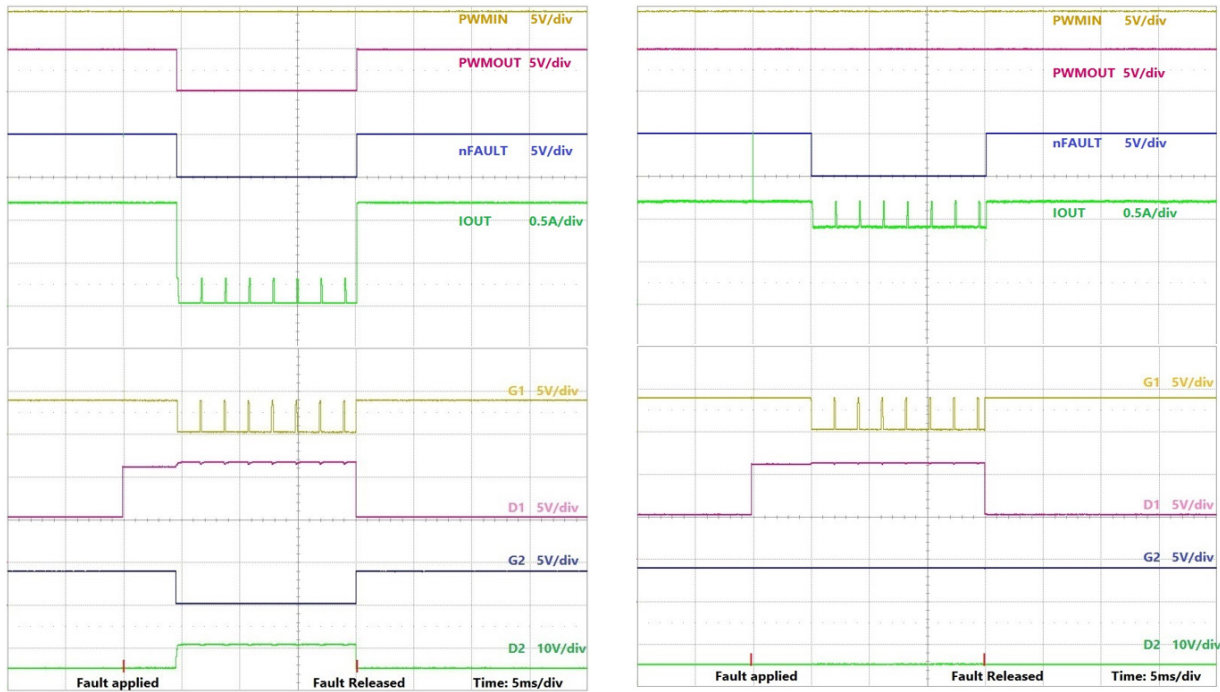 PWMIN 5V/div
PWMOUT 5V/div
nFAULT 5V/div
IOUT 0.5A/div
G1 5V/div
D1 5V/div
G2 5V/div
D2 10V/div
Fault applied Fault Released Time: 5ms/div
PWMIN 5V/div
PWMOUT 5V/div
nFAULT 5V/div
IOUT 0.5A/div
G1 5V/div
D1 5V/div
G2 5V/div
D2 10V/div
Fault applied Fault Released Time: 5ms/div